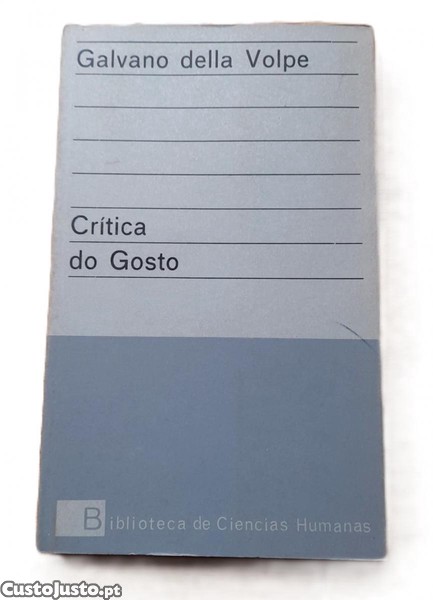 Galvano della Volpe
Crítica
do Gosto
Biblioteca de Ciencias Humanas
CustoJusto.pt